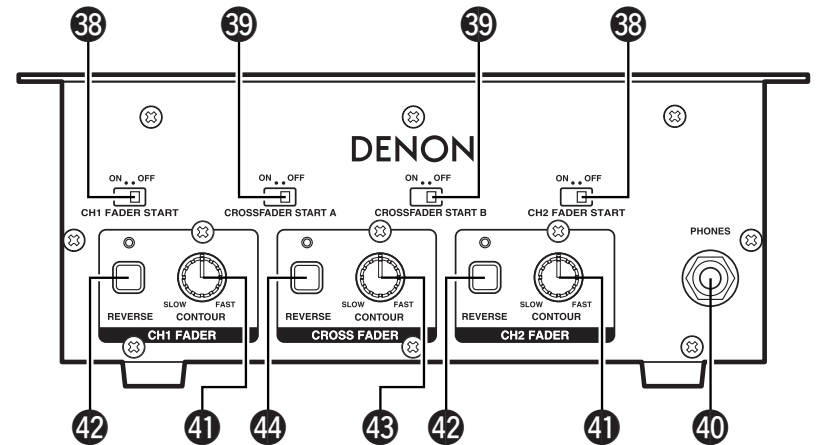 38 39 39 38
DENON
ON OFF ON OFF ON OFF ON OFF
CH1 FADER START CROSSFADER START A CROSSFADER START B CH2 FADER START
PHONES
SLOW FAST SLOW FAST SLOW FAST
REVERSE CONTOUR REVERSE CONTOUR REVERSE CONTOUR
CH1 FADER CROSS FADER CH2 FADER
42 41 44 43 42 41 40